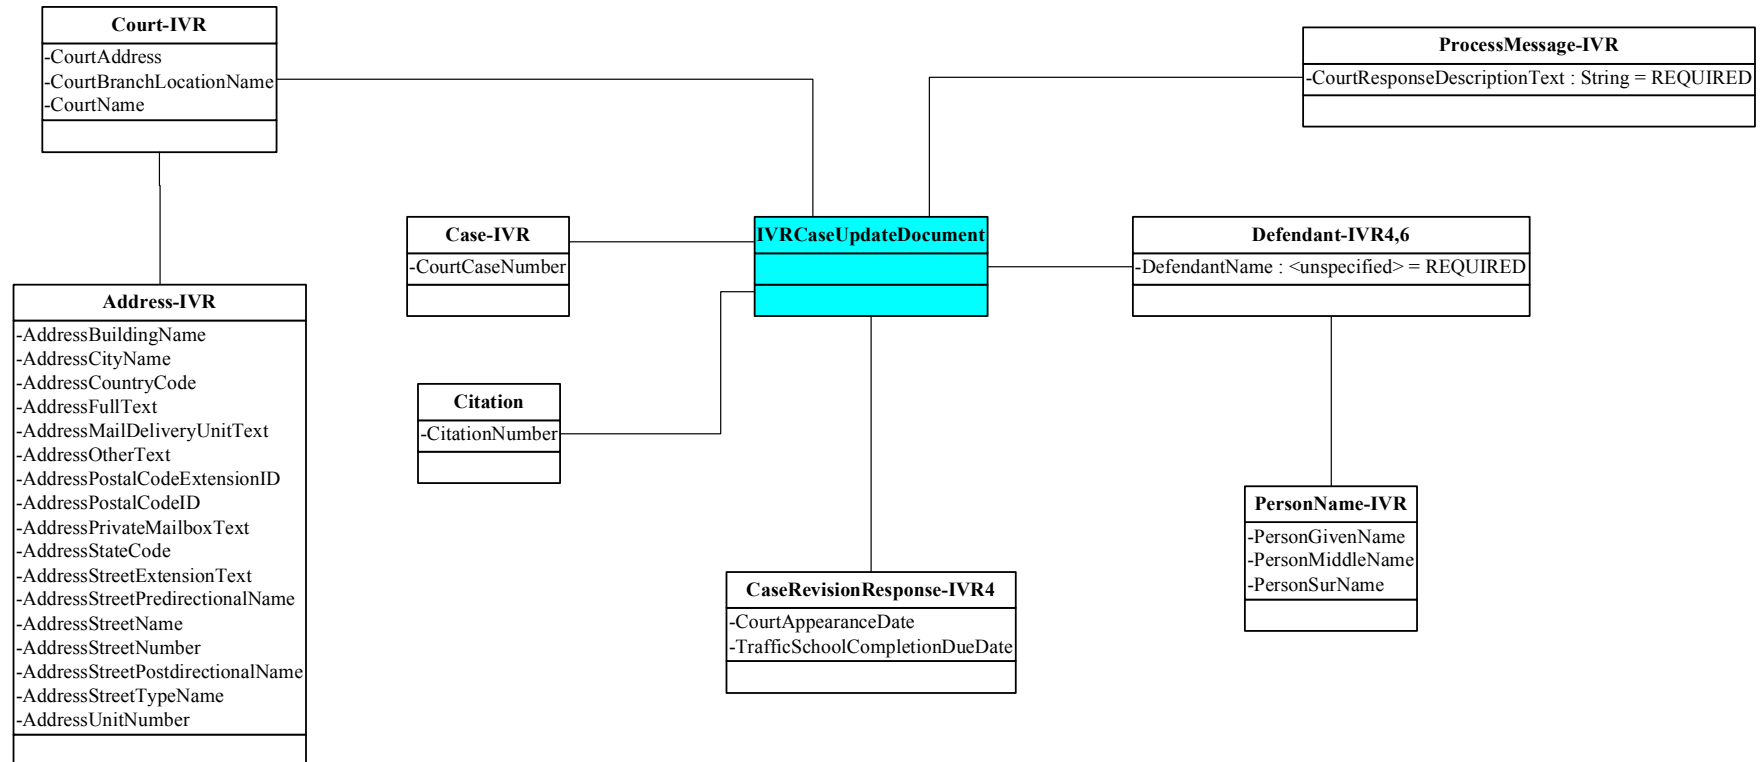 Court-IVR
-CourtAddress
-CourtBranchLocationName
-CourtName
ProcessMessage-IVR
-CourtResponseDescriptionText : String = REQUIRED
Case-IVR
-CourtCaseNumber
IVRCaseUpdateDocument
Defendant-IVR4,6
-DefendantName : <unspecified> = REQUIRED
Address-IVR
-AddressBuildingName
-AddressCityName
-AddressCountryCode
-AddressFullText
-AddressMailDeliveryUnitText
-AddressOtherText
-AddressPostalCodeExtensionID
-AddressPostalCodeID
-AddressPrivateMailboxText
-AddressStateCode
-AddressStreetExtensionText
-AddressStreetPredirectionalName
-AddressStreetName
-AddressStreetNumber
-AddressStreetPostdirectionalName
-AddressStreetTypeName
-AddressUnitNumber
Citation
-CitationNumber
CaseRevisionResponse-IVR4
-CourtAppearanceDate
-TrafficSchoolCompletionDueDate
PersonName-IVR
-PersonGivenName
-PersonMiddleName
-PersonSurName